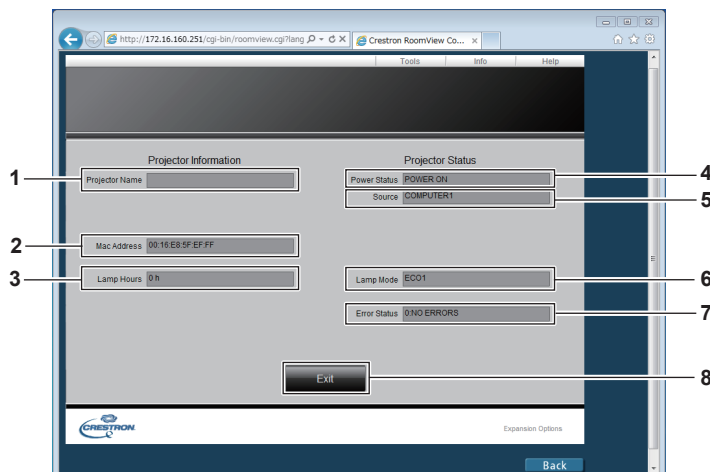 http://172.16.160.251/cgi-bin/roomview.cgi?lang
Crestron RoomView Co...
Tools Info Help
Projector Information Projector Status
1 Projector Name
Power Status POWER ON 4
Source COMPUTER1 5
2 Mac Address 00:16:E8:5F:EF:FF
3 Lamp Hours 0 h
Lamp Mode ECO1 6
Error Status 0:NO ERRORS 7
Exit 8
CRESTRON
Expansion Options
Back